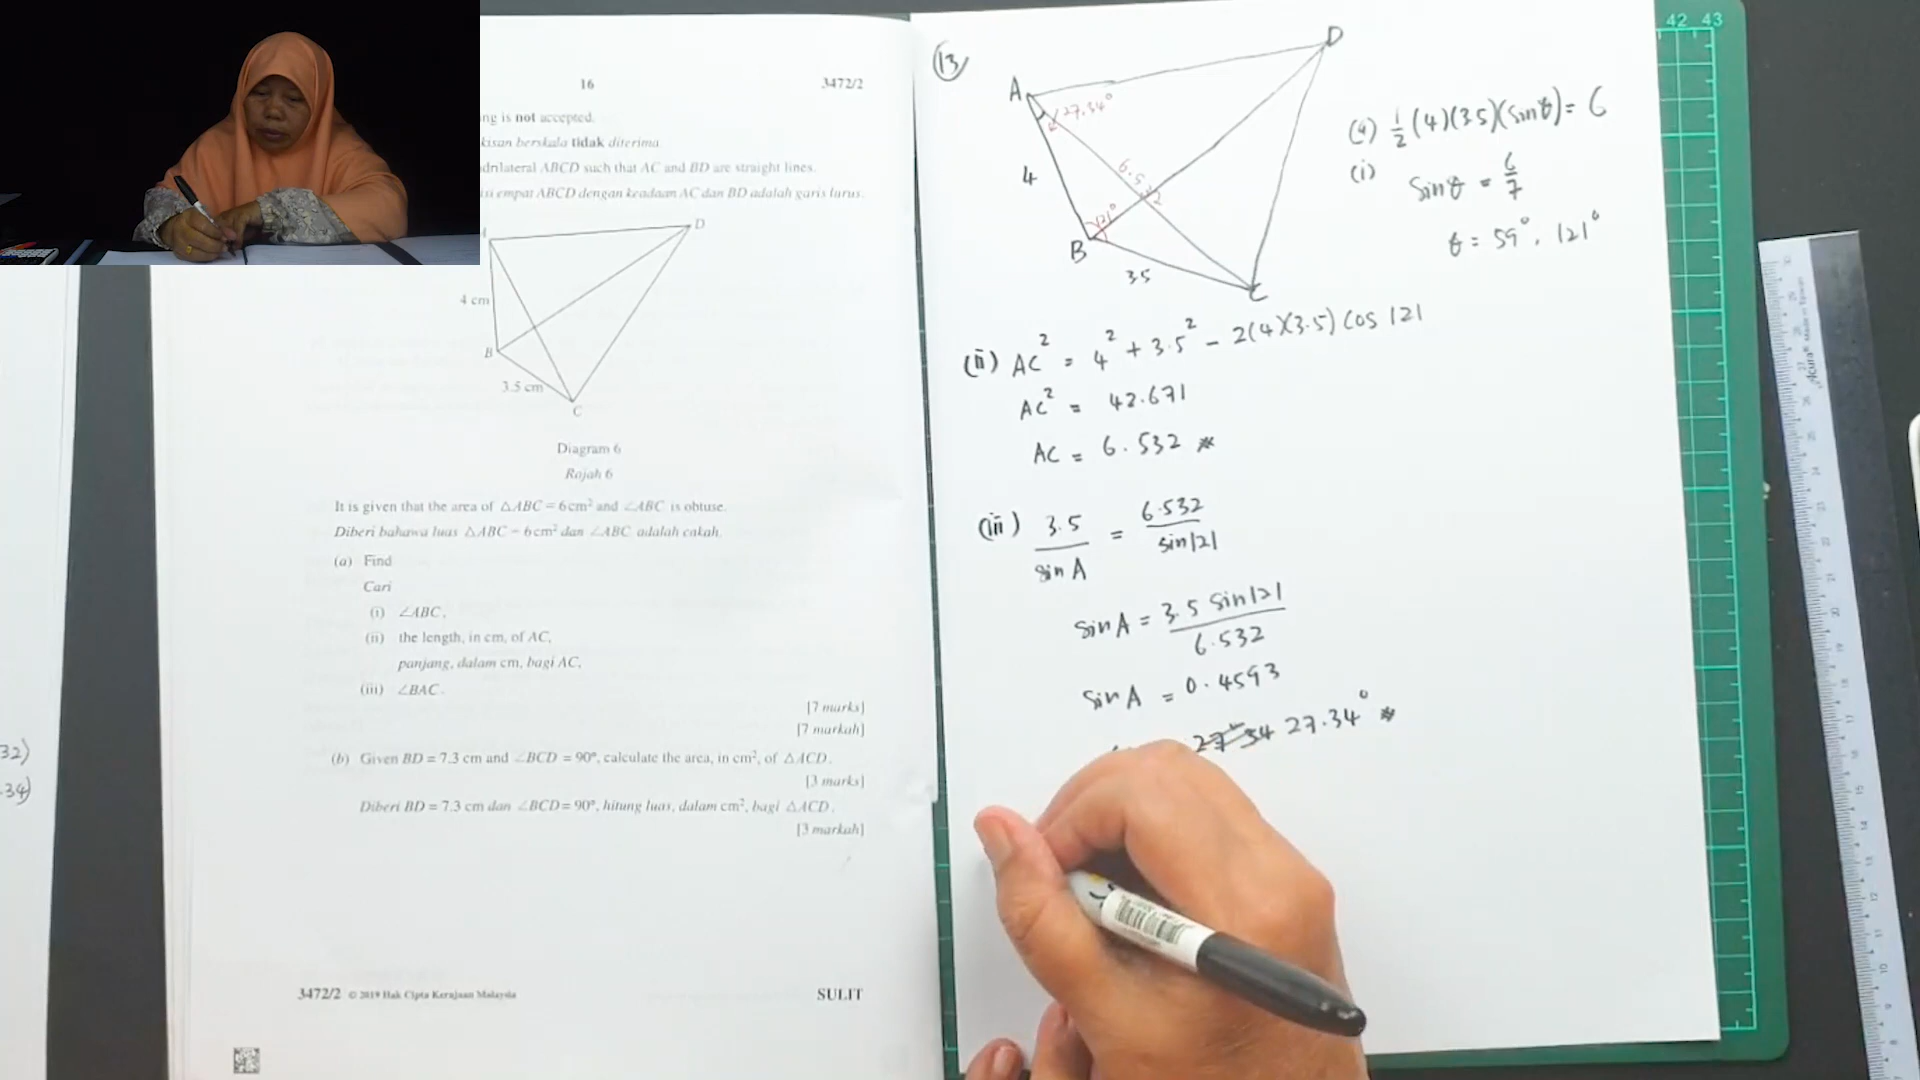 16 3472/2
ng is not accepted.
kisan berskala tidak diterima
quadrilateral ABCD such that AC and BD are straight lines.
si empat ABCD dengan keadaan AC dan BD adalah garis lurus.
D
4 cm
B
3.5 cm
C
Diagram 6
Rajah 6
It is given that the area of △ABC = 6 cm² and ∠ABC is obtuse.
Diberi bahawa luas △ABC = 6 cm² dan ∠ABC adalah cakah.
(a) Find
Cari
(i) ∠ABC,
(ii) the length, in cm, of AC,
panjang, dalam cm, bagi AC,
(iii) ∠BAC.
[7 marks]
[7 markah]
(b) Given BD = 7.3 cm and ∠BCD = 90°, calculate the area, in cm², of △ACD.
[3 marks]
Diberi BD = 7.3 cm dan ∠BCD = 90°, hitung luas, dalam cm², bagi △ACD.
[3 markah]
3472/2 © 2019 Hak Cipta Kerajaan Malaysia SULIT
32)
.34)
(13)
D
A
27.34°
4
6.532
121°
B
3.5
C
(a) ½(4)(3.5)(sin θ) = 6
(i) sin θ = 6/7
θ = 59°, 121°
(ii) AC² = 4² + 3.5² - 2(4)(3.5) cos 121
AC² = 42.671
AC = 6.532 *
(iii) 3.5/sin A = 6.532/sin 121
sin A = 3.5 sin 121/6.532
sin A = 0.4593
27.34° *
42 43
Acura